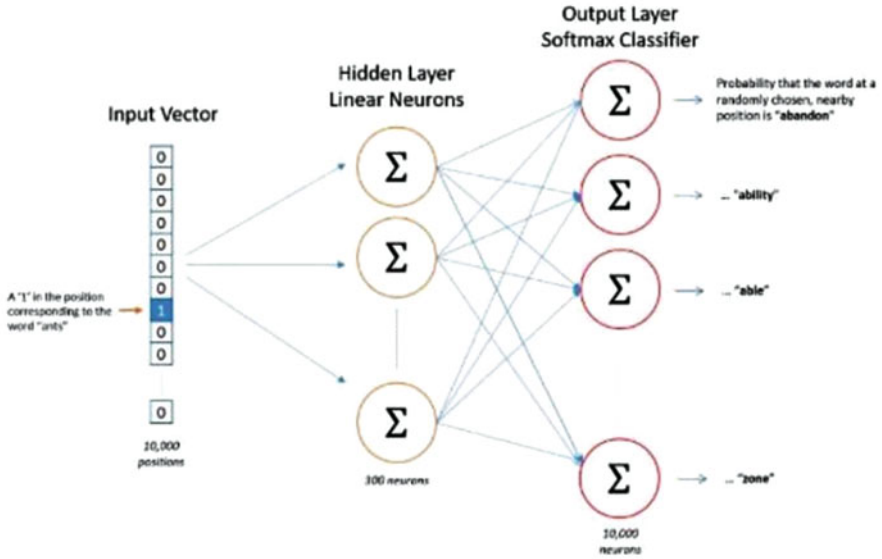 Output Layer
Softmax Classifier
Hidden Layer
Linear Neurons
Input Vector
0
0
0
0
0
0
0
1
0
0
0
A '1' in the position
corresponding to the
word "ants"
10,000
positions
Σ
Σ
Σ
300 neurons
Σ
Σ
Σ
Σ
10,000
neurons
Probability that the word at a
randomly chosen, nearby
position is "abandon"
... "ability"
... "able"
... "zone"